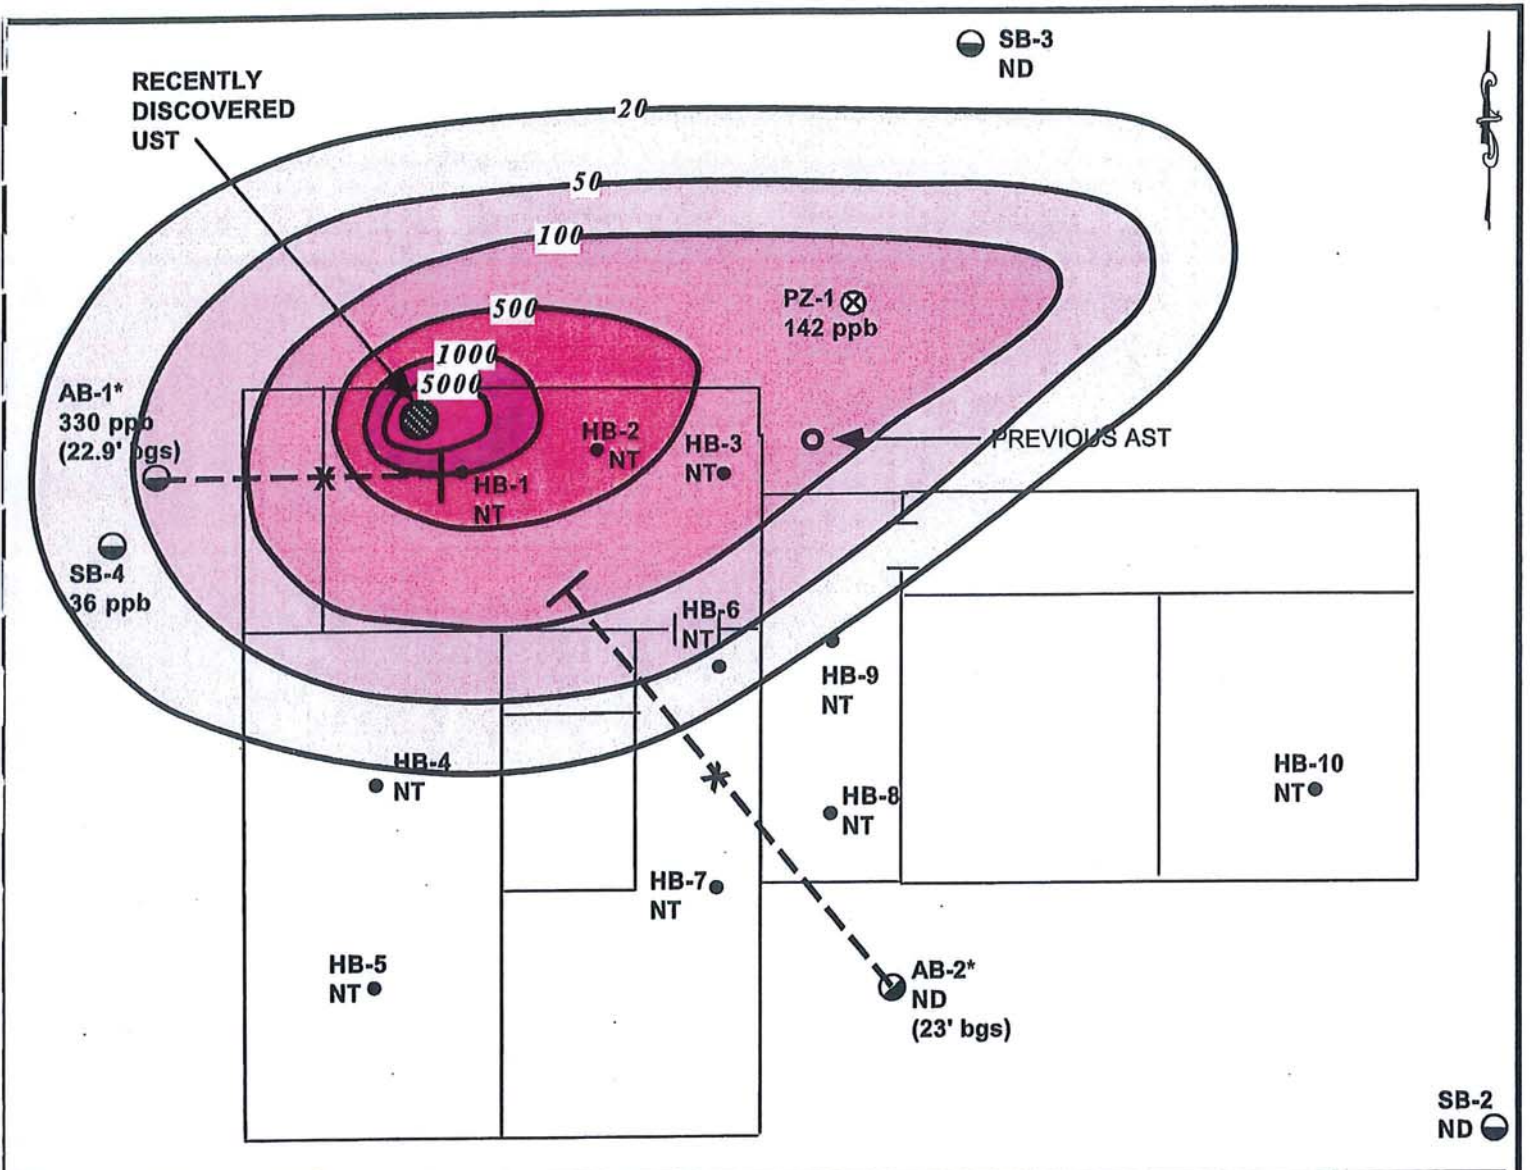 SB-3
ND
RECENTLY
DISCOVERED
UST
20
50
100
500
1000
5000
PZ-1
142 ppb
AB-1*
330 ppb
(22.9' bgs)
HB-2
NT
HB-3
NT
PREVIOUS AST
HB-1
NT
SB-4
36 ppb
HB-6
NT
HB-9
NT
HB-4
NT
HB-8
NT
HB-10
NT
HB-7
NT
HB-5
NT
AB-2*
ND
(23' bgs)
SB-2
ND